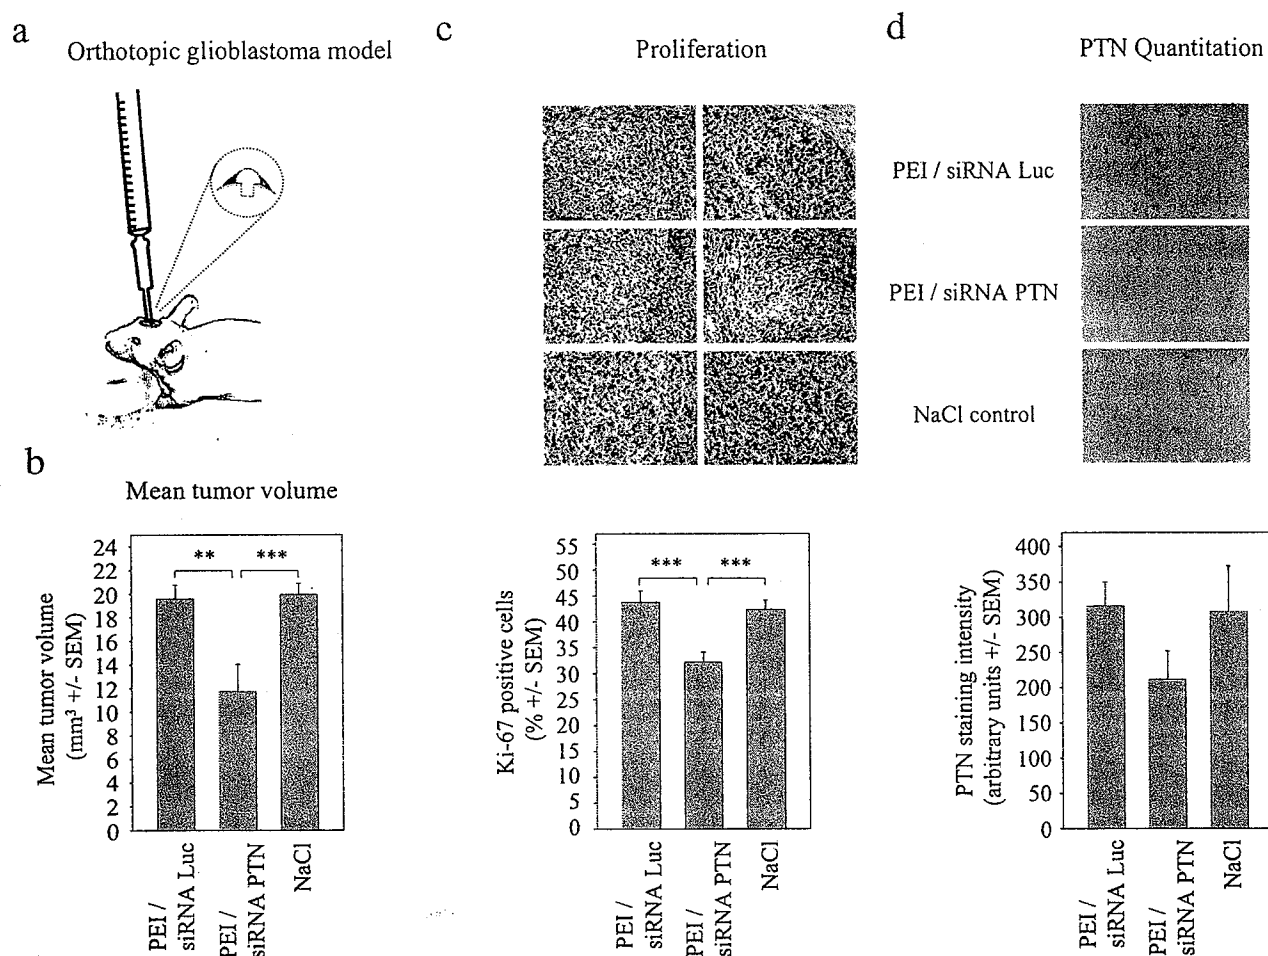 a
Orthotopic glioblastoma model
b
Mean tumor volume
Mean tumor volume
(mm³ +/- SEM)
24
22
20
18
16
14
12
10
8
6
4
2
0
**
***
PEI /
siRNA Luc
PEI /
siRNA PTN
NaCl
c
Proliferation
Ki-67 positive cells
(% +/- SEM)
55
50
45
40
35
30
25
20
15
10
5
0
***
***
PEI /
siRNA Luc
PEI /
siRNA PTN
NaCl
d
PTN Quantitation
PEI / siRNA Luc
PEI / siRNA PTN
NaCl control
PTN staining intensity
(arbitrary units +/- SEM)
400
350
300
250
200
150
100
50
0
PEI /
siRNA Luc
PEI /
siRNA PTN
NaCl